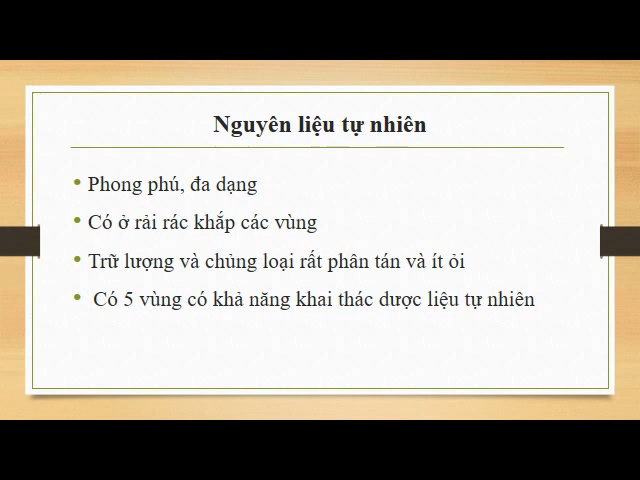 Nguyên liệu tự nhiên
• Phong phú, đa dạng
• Có ở rải rác khắp các vùng
• Trữ lượng và chủng loại rất phân tán và ít ỏi
• Có 5 vùng có khả năng khai thác dược liệu tự nhiên